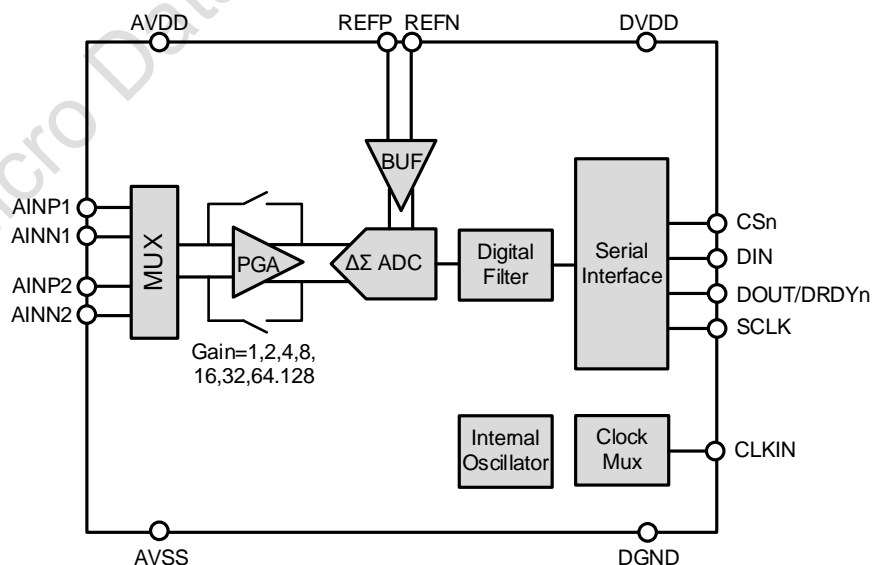 AVDD
REFP
REFN
DVDD
BUF
AINP1
AINN1
AINP2
AINN2
MUX
PGA
ΔΣ ADC
Digital
Filter
Serial
Interface
CSn
DIN
DOUT/DRDYn
SCLK
Gain=1,2,4,8,
16,32,64.128
Internal
Oscillator
Clock
Mux
CLKIN
AVSS
DGND